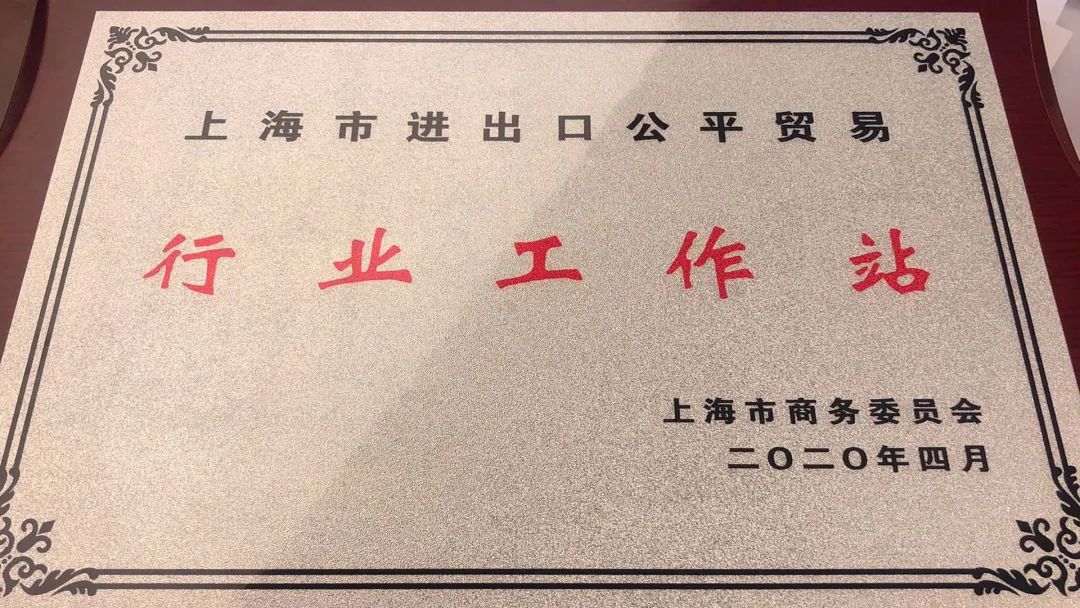 上海市进出口公平贸易
行业工作站
上海市商务委员会
二〇二〇年四月